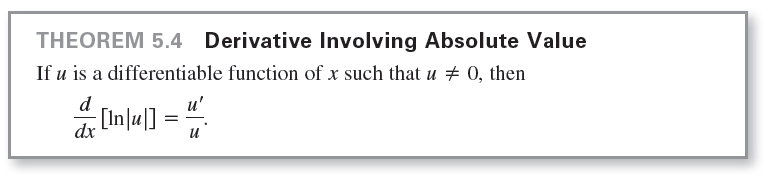 THEOREM 5.4 Derivative Involving Absolute Value
If u is a differentiable function of x such that u ≠ 0, then
d/dx [ln|u|] = u'/u.